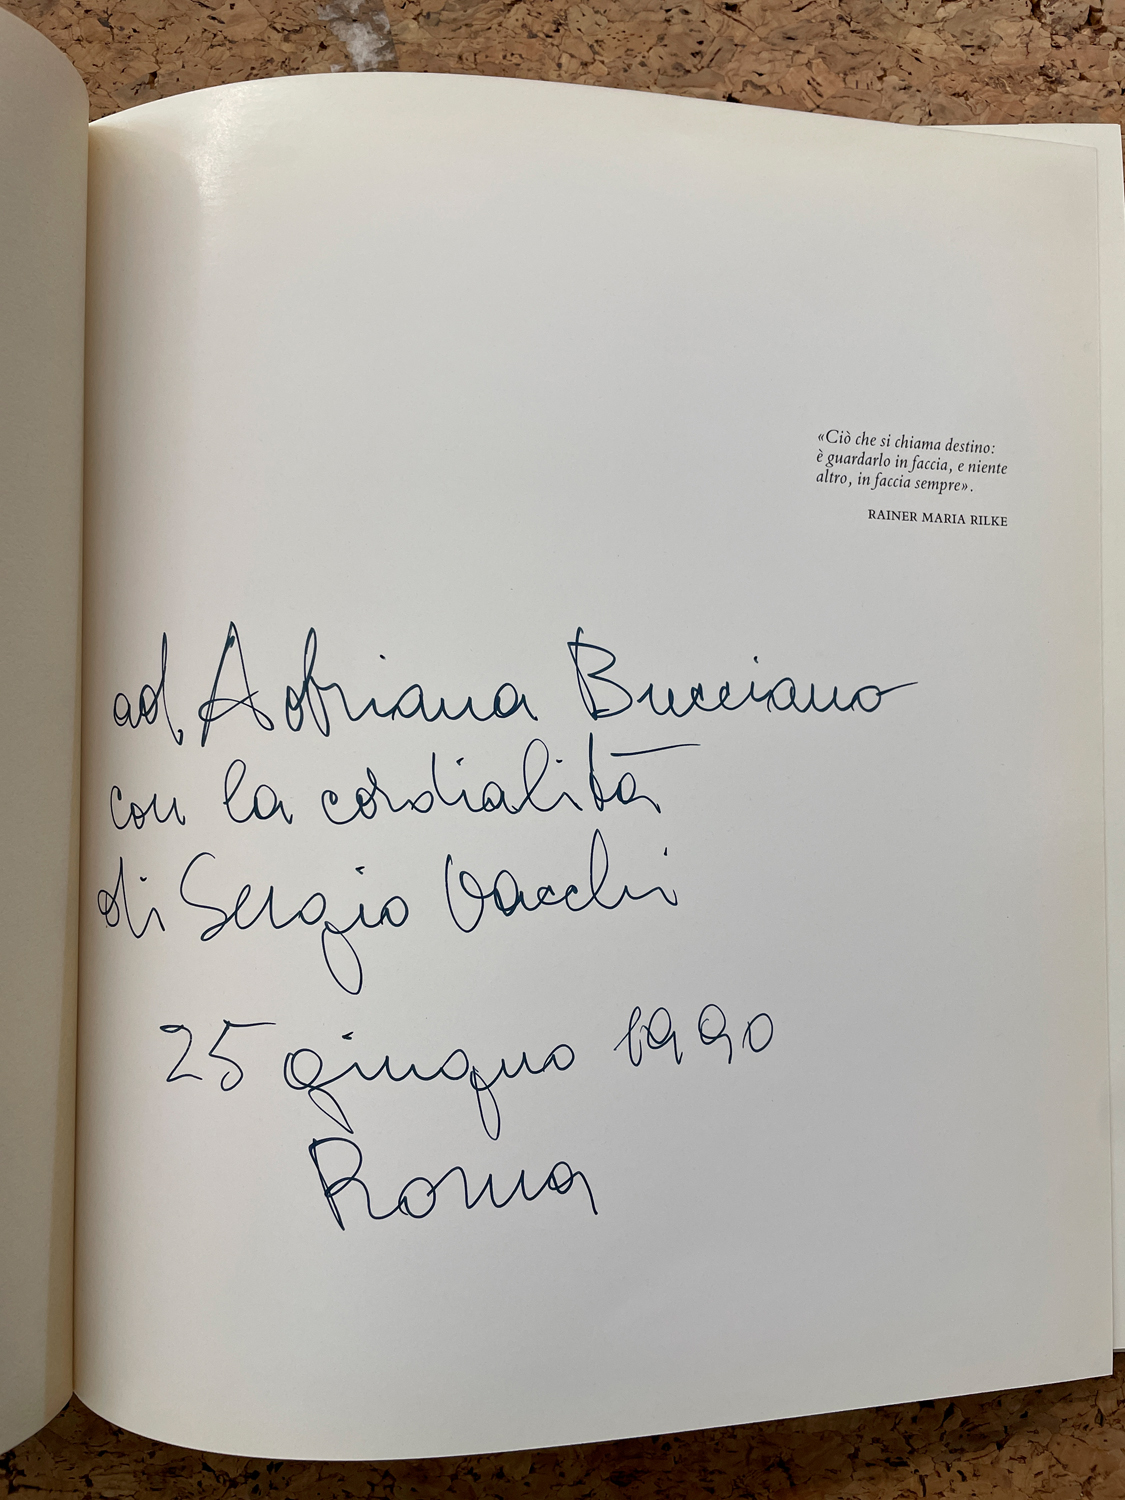 «Ciò che si chiama destino:
è guardarlo in faccia, e niente
altro, in faccia sempre».
RAINER MARIA RILKE
ad Adriana Bucciano
con la cordialità
di Sergio Vacchi
25 giugno 1990
Roma